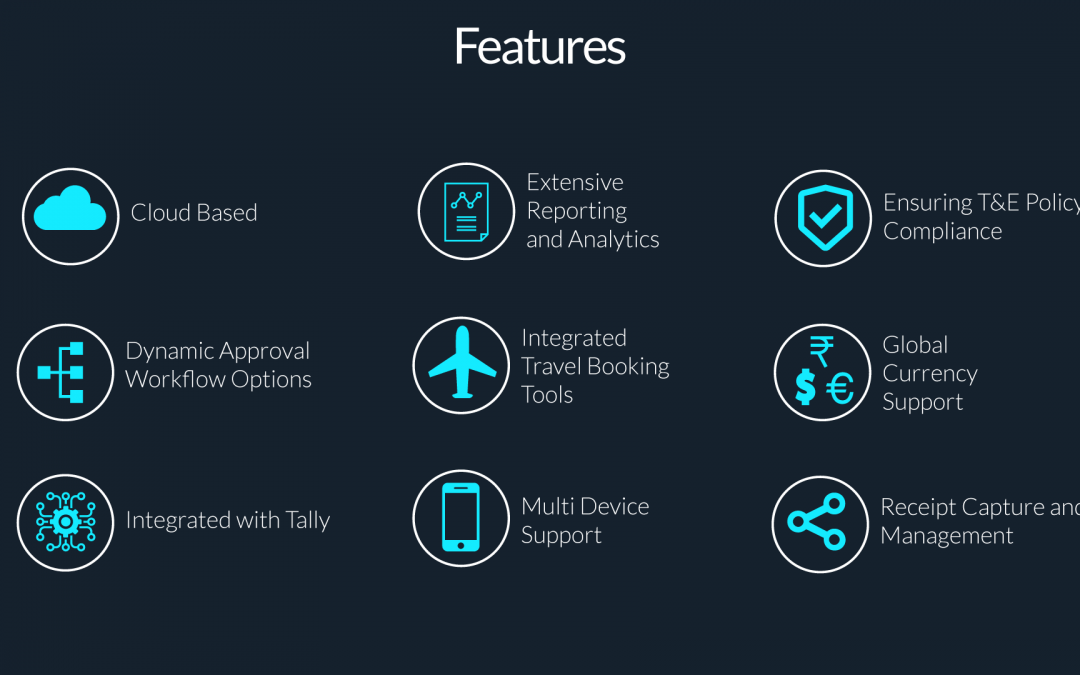 Features
Cloud Based
Extensive
Reporting
and Analytics
Ensuring T&E Policy
Compliance
Dynamic Approval
Workflow Options
Integrated
Travel Booking
Tools
₹
$ €
Global
Currency
Support
Integrated with Tally
Multi Device
Support
Receipt Capture and
Management